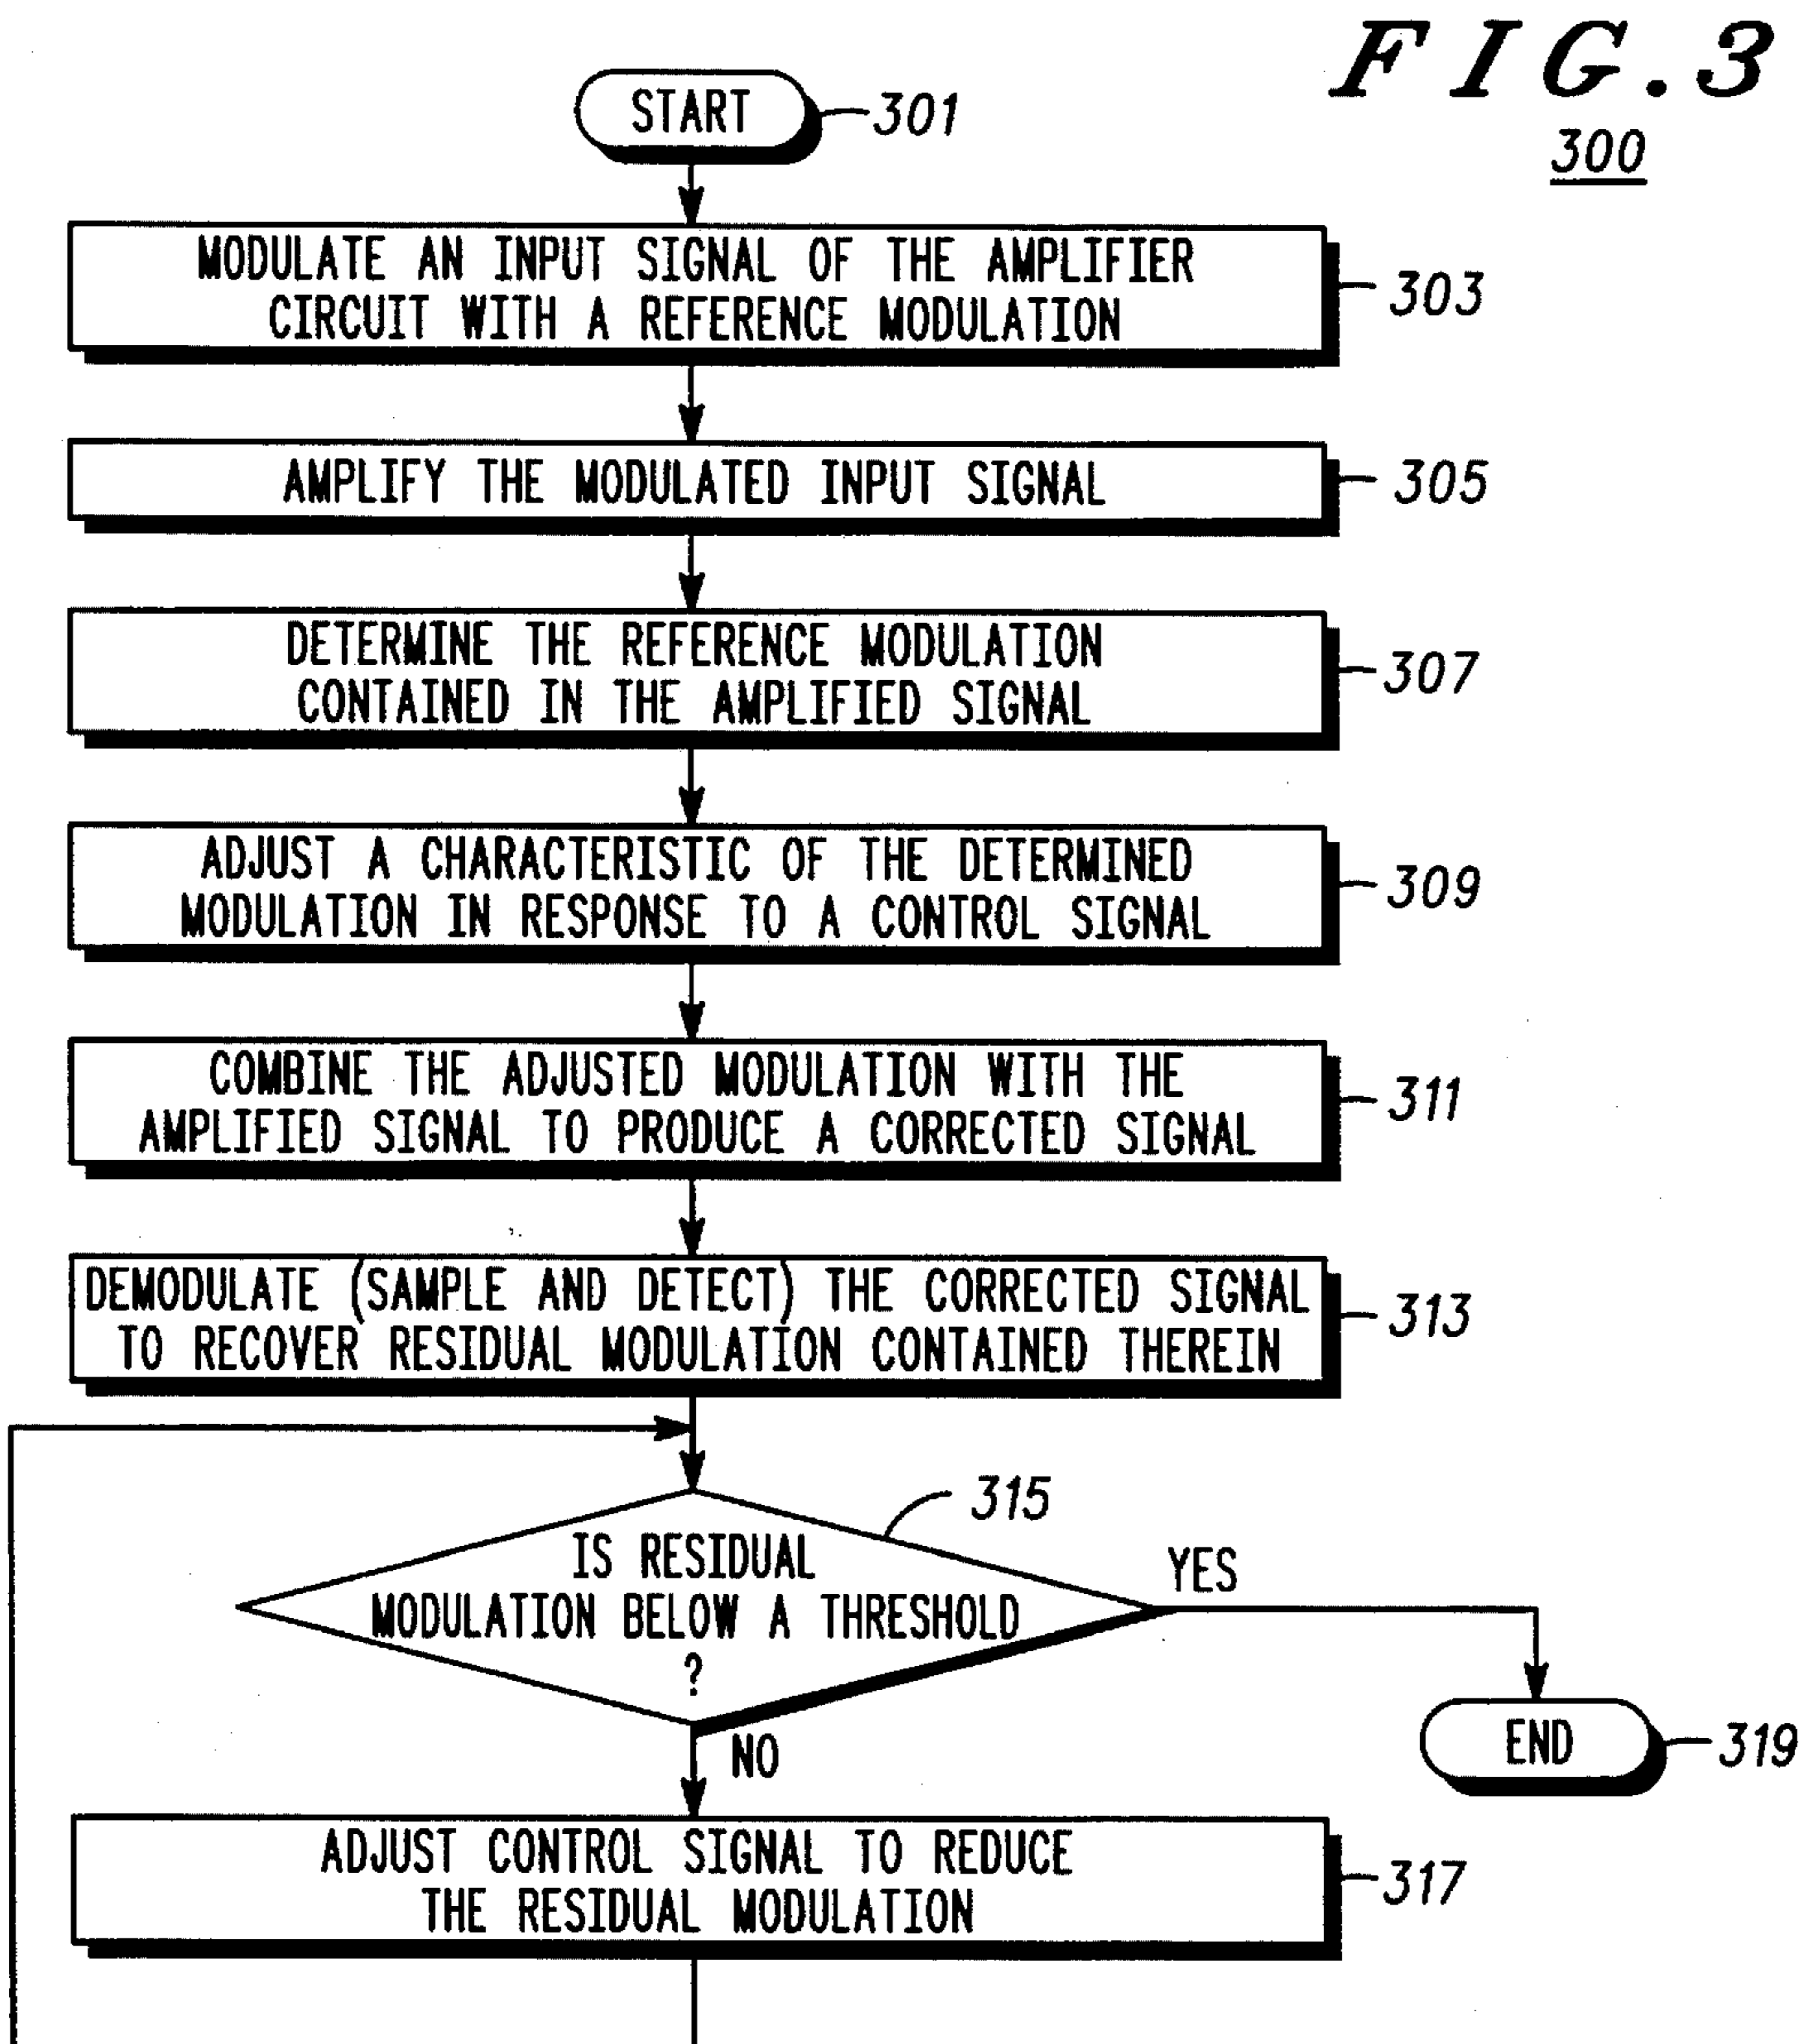 FIG.3
300
START
301
MODULATE AN INPUT SIGNAL OF THE AMPLIFIER
CIRCUIT WITH A REFERENCE MODULATION
303
AMPLIFY THE MODULATED INPUT SIGNAL
305
DETERMINE THE REFERENCE MODULATION
CONTAINED IN THE AMPLIFIED SIGNAL
307
ADJUST A CHARACTERISTIC OF THE DETERMINED
MODULATION IN RESPONSE TO A CONTROL SIGNAL
309
COMBINE THE ADJUSTED MODULATION WITH THE
AMPLIFIED SIGNAL TO PRODUCE A CORRECTED SIGNAL
311
DEMODULATE (SAMPLE AND DETECT) THE CORRECTED SIGNAL
TO RECOVER RESIDUAL MODULATION CONTAINED THEREIN
313
315
IS RESIDUAL
MODULATION BELOW A THRESHOLD
?
YES
NO
END
319
ADJUST CONTROL SIGNAL TO REDUCE
THE RESIDUAL MODULATION
317